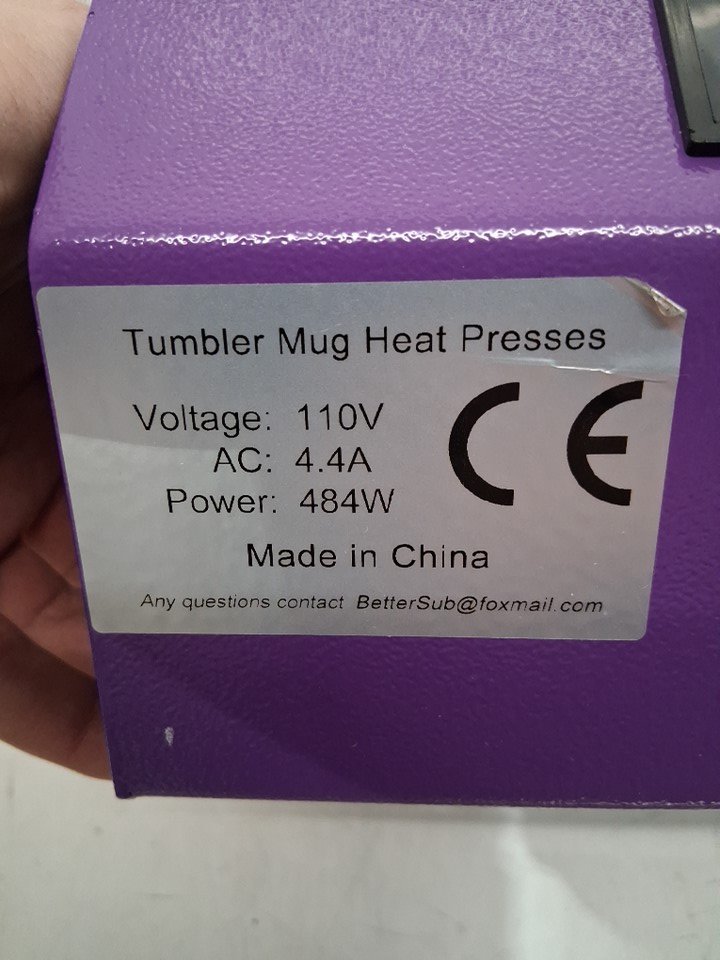 Tumbler Mug Heat Presses
Voltage: 110V
AC: 4.4A
Power: 484W
CE
Made in China
Any questions contact BetterSub@foxmail.com